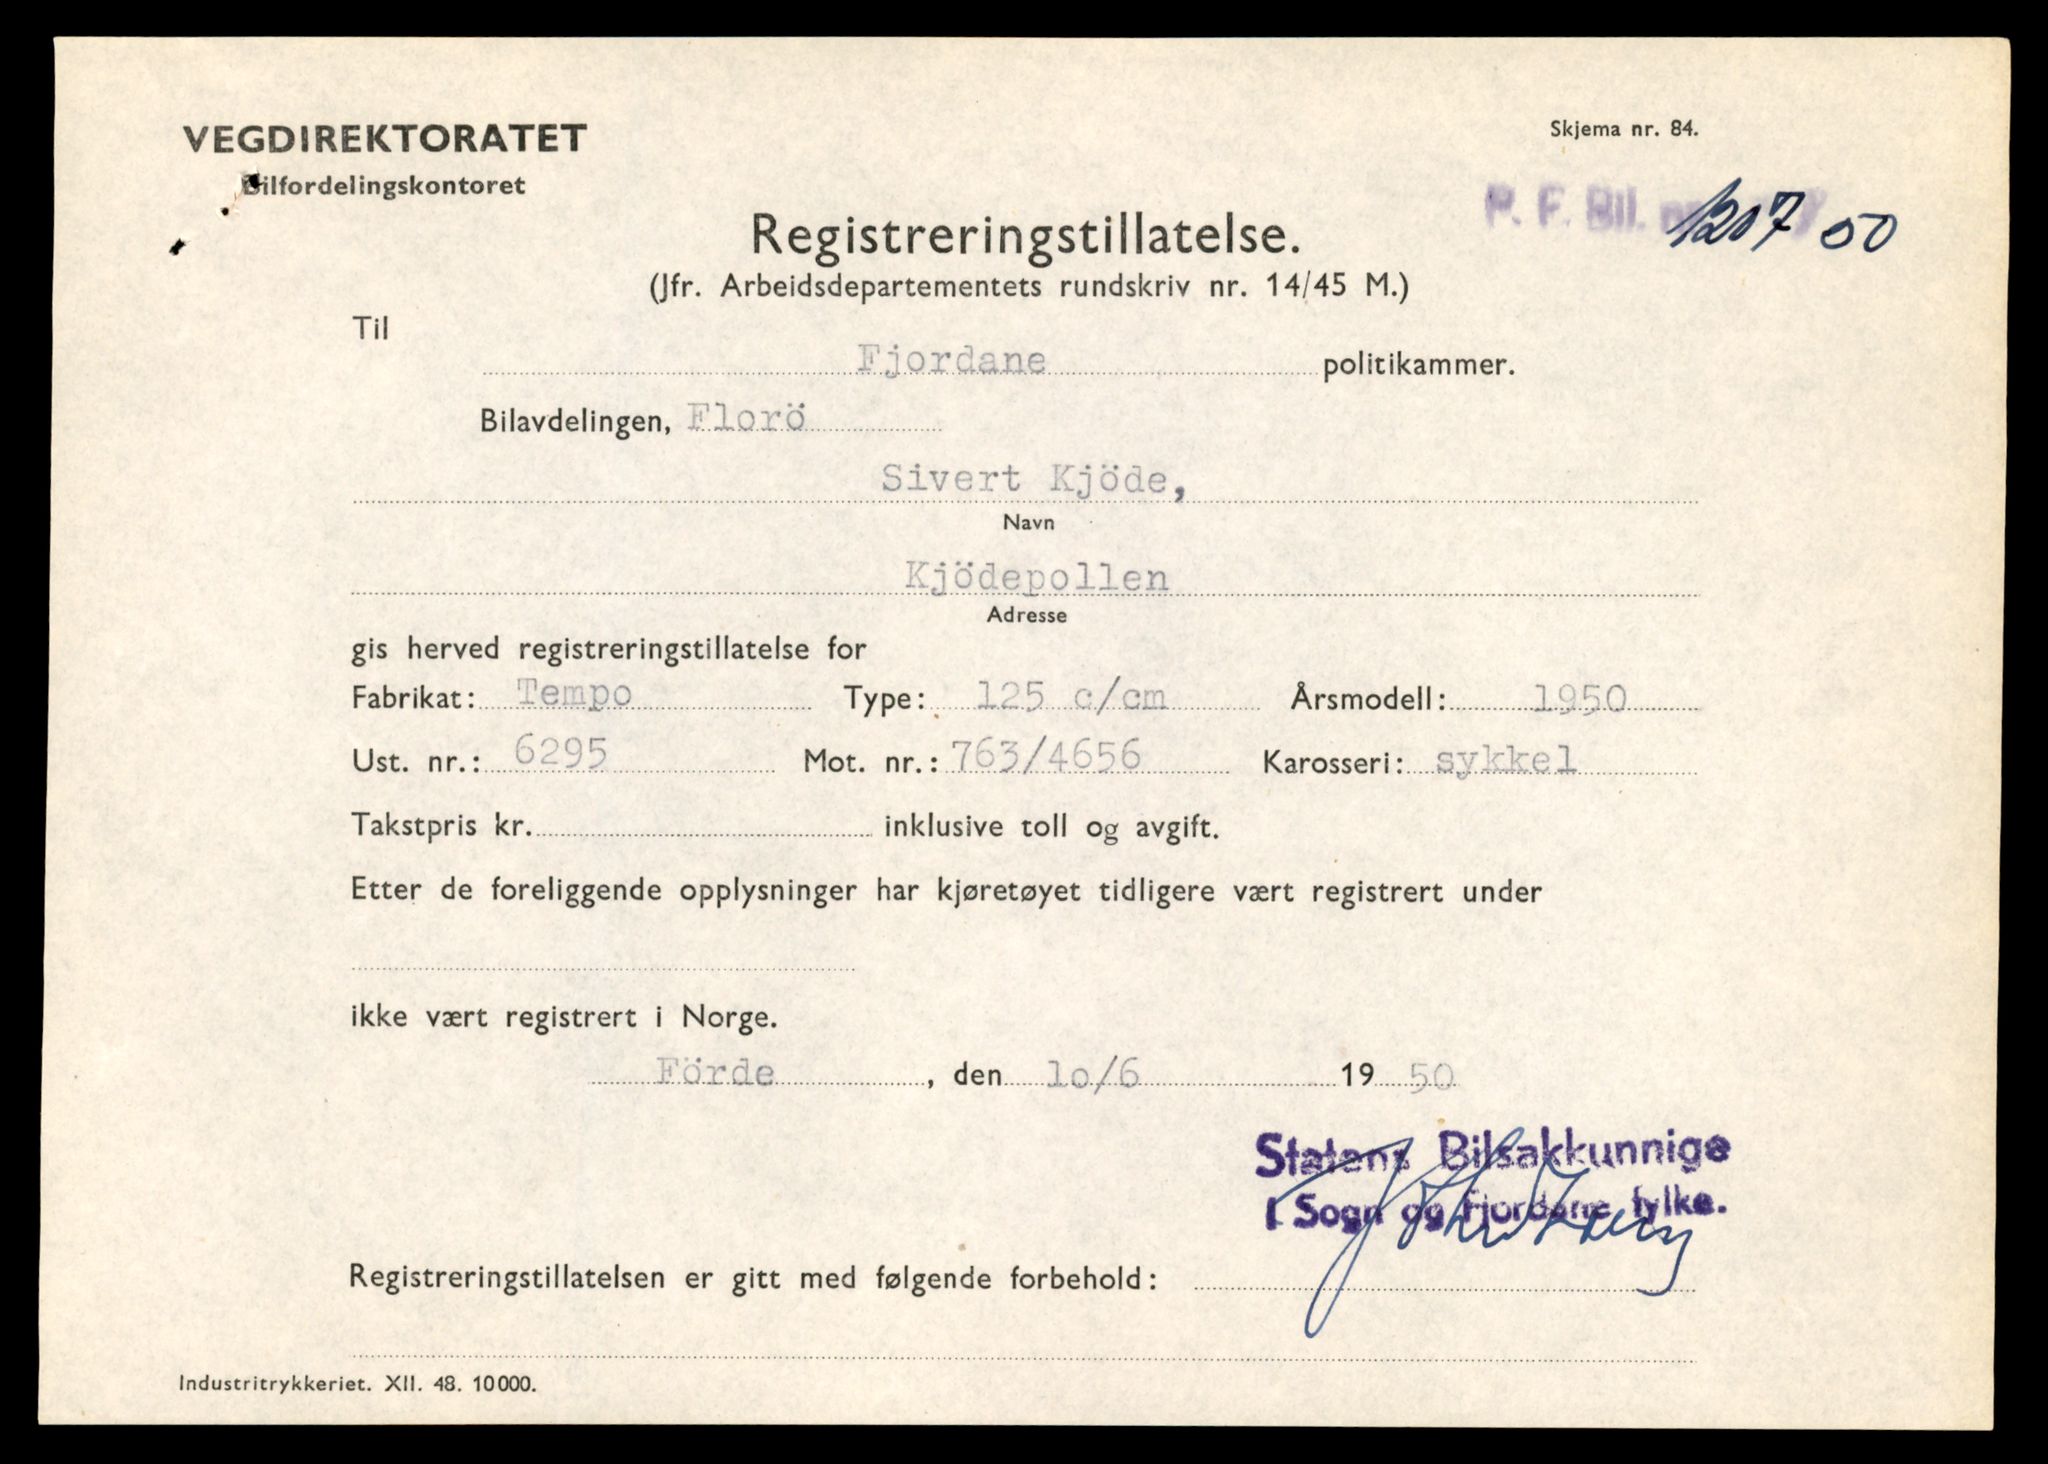 VEGDIREKTORATET
Bilfordelingskontoret
Skjema nr. 84.
P. F. Bil. nr. 1207 50
Registreringstillatelse.
(Jfr. Arbeidsdepartementets rundskriv nr. 14/45 M.)
Til
Fjordane politikammer.
Bilavdelingen, Florö
Sivert Kjöde,
Navn
Kjödepollen
Adresse
gis herved registreringstillatelse for
Fabrikat: Tempo Type: 125 c/cm Årsmodell: 1950
Ust. nr.: 6295 Mot. nr.: 763/4656 Karosseri: sykkel
Takstpris kr. inklusive toll og avgift.
Etter de foreliggende opplysninger har kjøretøyet tidligere vært registrert under
ikke vært registrert i Norge.
Förde, den lo/6 1950
Statens Bilsakkunnige
i Sogn og Fjordane fylke.
Registreringstillatelsen er gitt med følgende forbehold:
Industritrykkeriet. XII. 48. 10000.